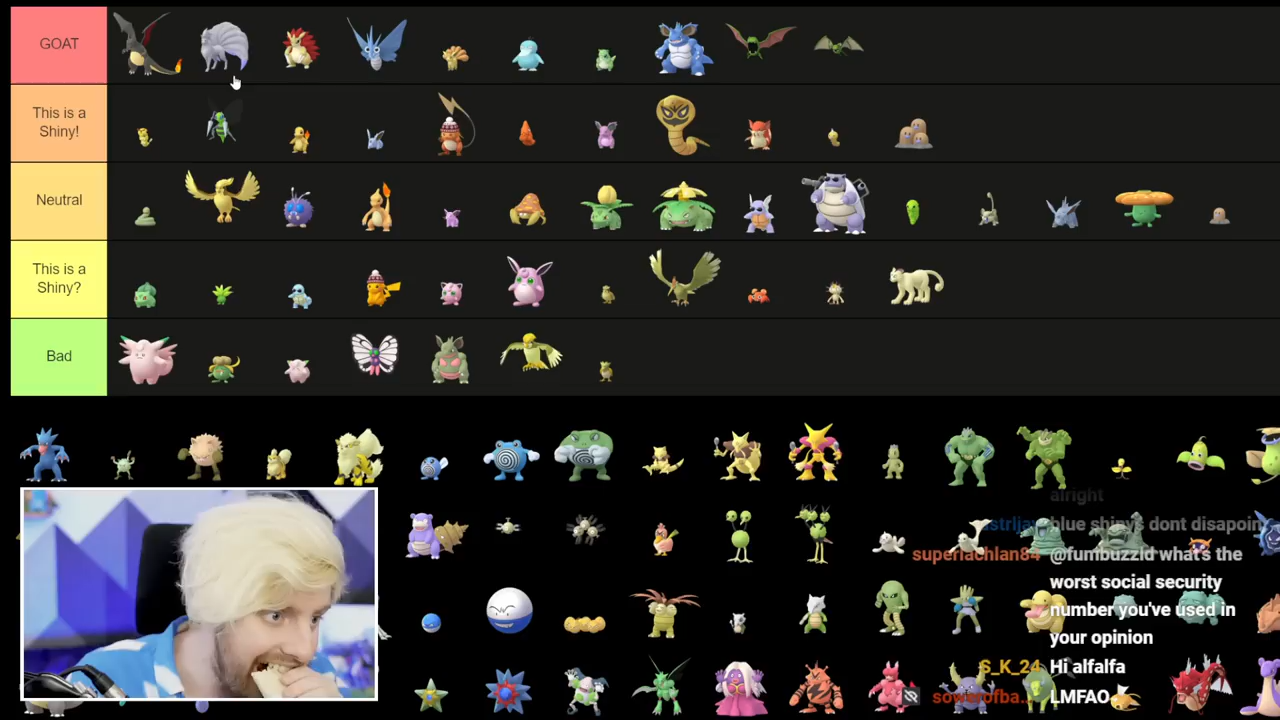 GOAT
This is a
Shiny!
Neutral
This is a
Shiny?
Bad
alright
blue shinys dont disapoin
superlachlan84 @fumbuzzld what's the
worst social security
number you've used in
your opinion
S_K_24 Hi alfalfa
LMFAO